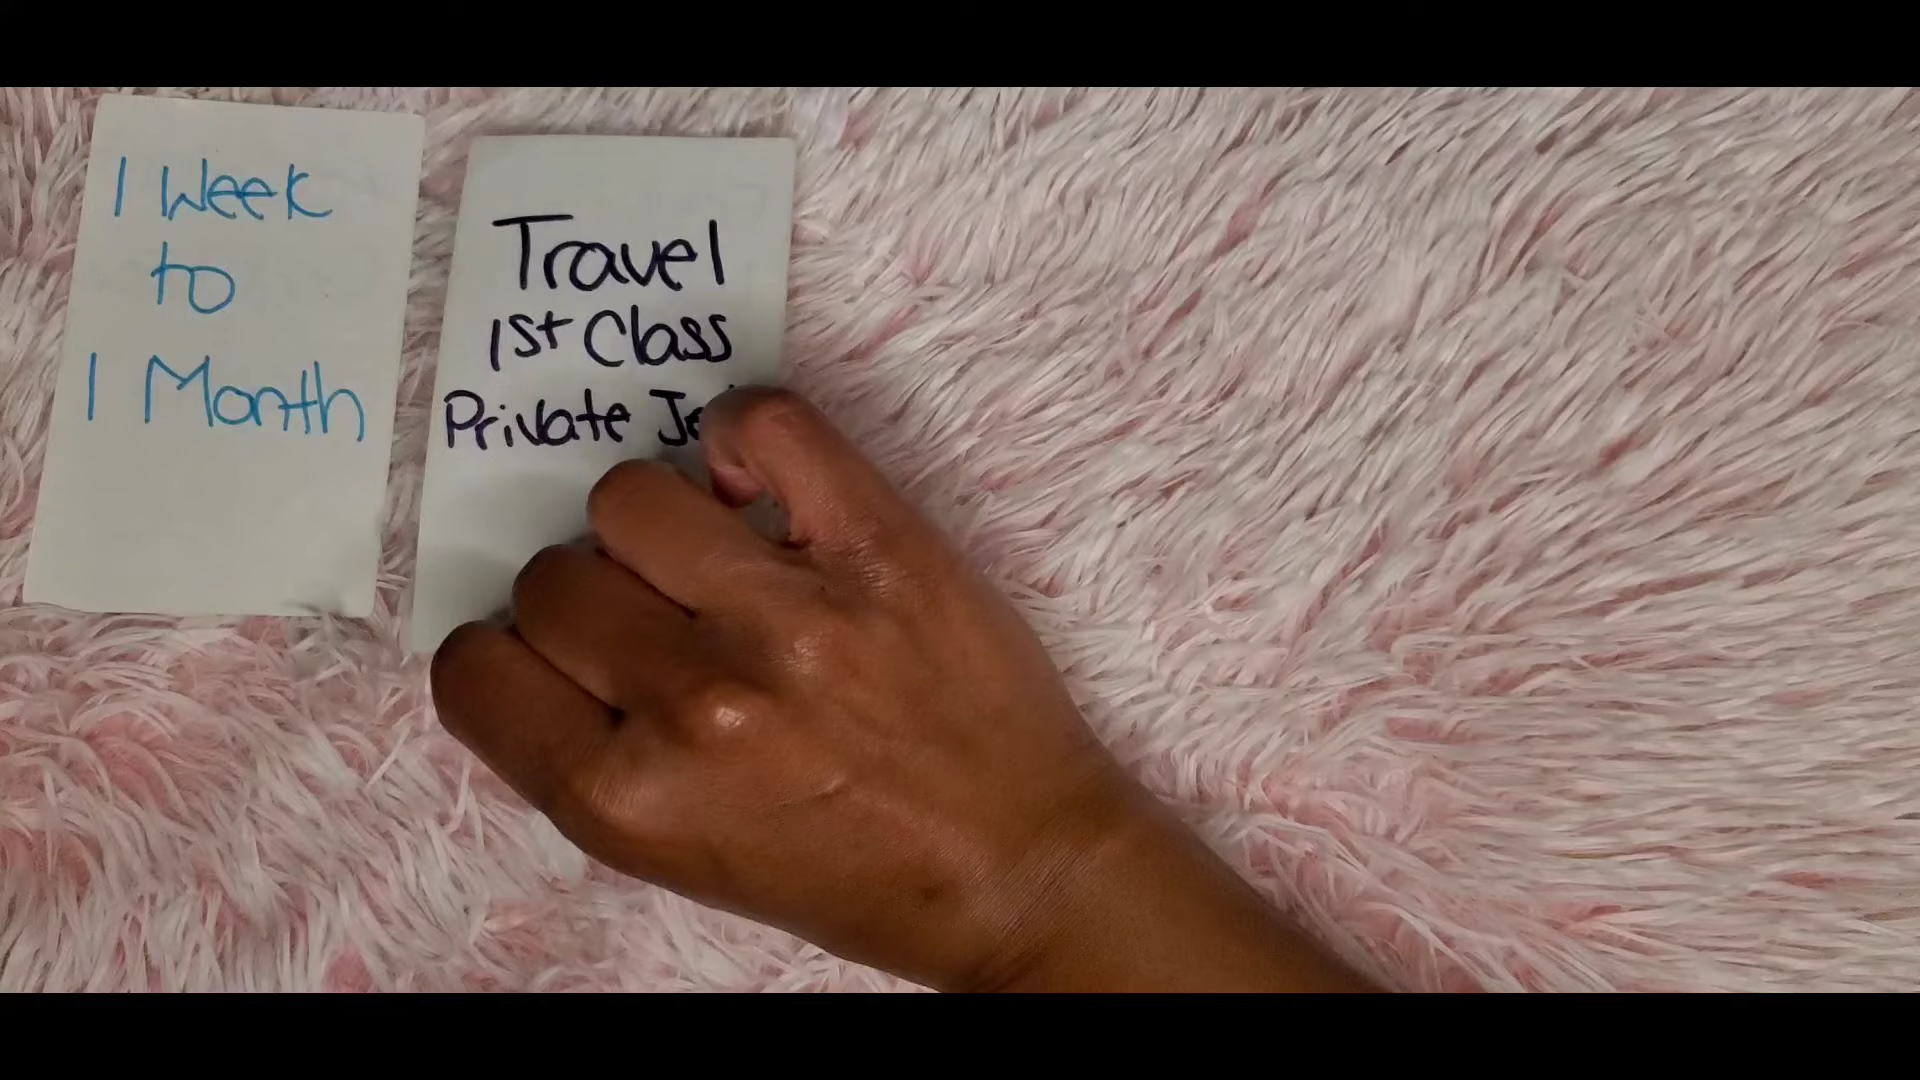 1 Week
to
1 Month
Travel
1st Class
Private